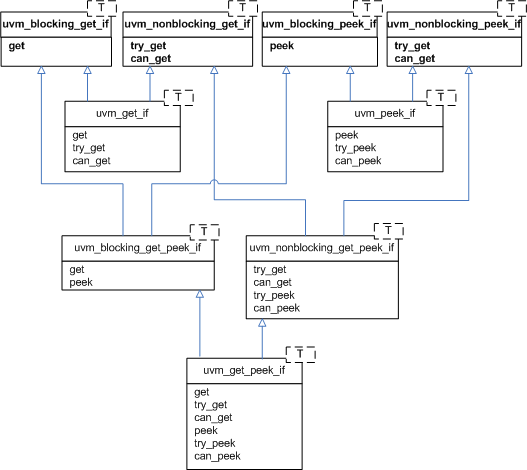 T
T
T
T
uvm_blocking_get_if
get
uvm_nonblocking_get_if
try_get
can_get
uvm_blocking_peek_if
peek
uvm_nonblocking_peek_if
try_get
can_get
T
uvm_get_if
get
try_get
can_get
T
uvm_peek_if
peek
try_peek
can_peek
T
uvm_blocking_get_peek_if
get
peek
T
uvm_nonblocking_get_peek_if
try_get
can_get
try_peek
can_peek
T
uvm_get_peek_if
get
try_get
can_get
peek
try_peek
can_peek